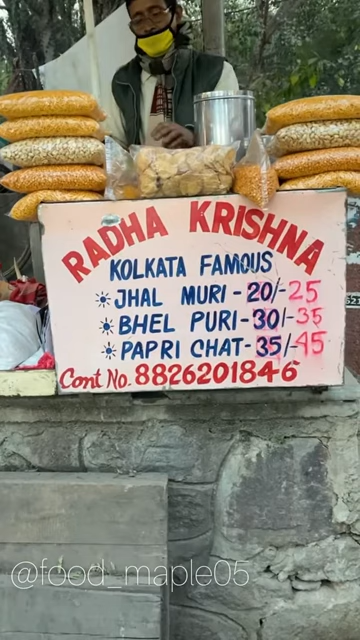 RADHA KRISHNA
KOLKATA FAMOUS
JHAL MURI - 20/- 25
BHEL PURI - 30/- 35
PAPRI CHAT - 35/- 45
Cont No. 8826201846
@food_maple05